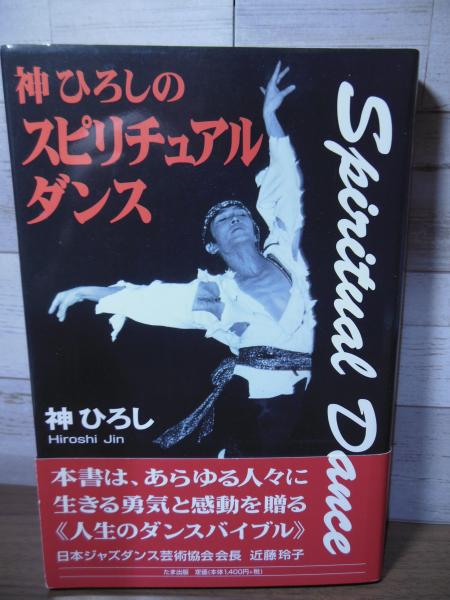 神ひろしの
スピリチュアル
ダンス
Spiritual Dance
神ひろし
Hiroshi Jin
本書は、あらゆる人々に
生きる勇気と感動を贈る
《人生のダンスバイブル》
日本ジャズダンス芸術協会会長 近藤玲子
たま出版 定価(本体1,400円+税)